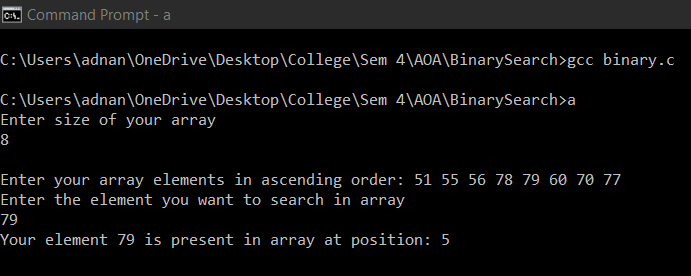 Command Prompt - a
C:\Users\adnan\OneDrive\Desktop\College\Sem 4\AOA\BinarySearch>gcc binary.c
C:\Users\adnan\OneDrive\Desktop\College\Sem 4\AOA\BinarySearch>a
Enter size of your array
8
Enter your array elements in ascending order: 51 55 56 78 79 60 70 77
Enter the element you want to search in array
79
Your element 79 is present in array at position: 5